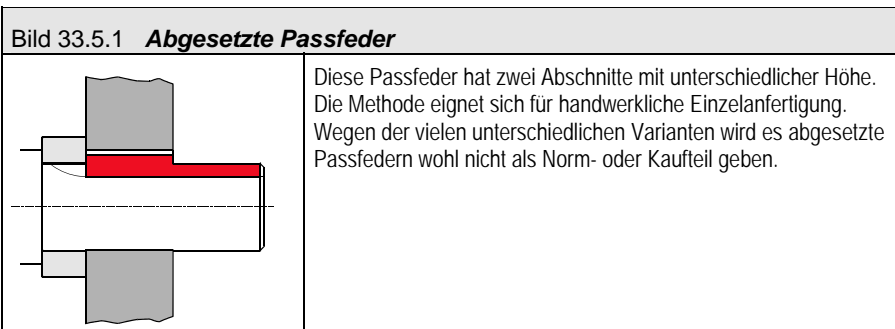 Bild 33.5.1 Abgesetzte Passfeder
Diese Passfeder hat zwei Abschnitte mit unterschiedlicher Höhe.
Die Methode eignet sich für handwerkliche Einzelanfertigung.
Wegen der vielen unterschiedlichen Varianten wird es abgesetzte
Passfedern wohl nicht als Norm- oder Kaufteil geben.